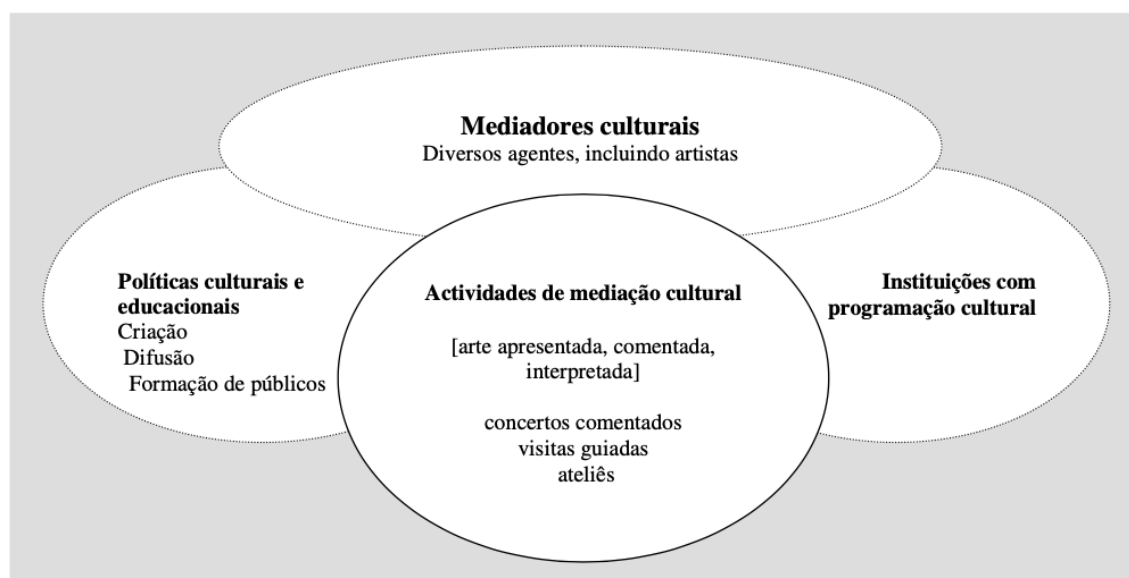 Mediadores culturais
Diversos agentes, incluindo artistas
Políticas culturais e
educacionais
Criação
Difusão
Formação de públicos
Actividades de mediação cultural
[arte apresentada, comentada,
interpretada]
concertos comentados
visitas guiadas
ateliês
Instituições com
programação cultural